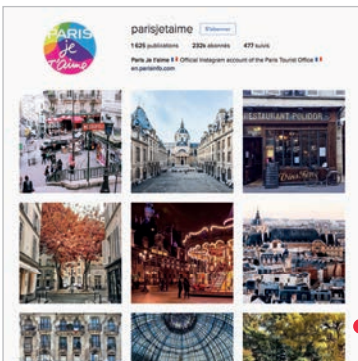 PARIS
je
t'aime
parisjetaime S'abonner
1 625 publications 232k abonnés 477 suivis
Paris Je t'aime 🇫🇷 Official Instagram account of the Paris Tourist Office 🇫🇷
en.parisinfo.com
RESTAURANT POLIDOR